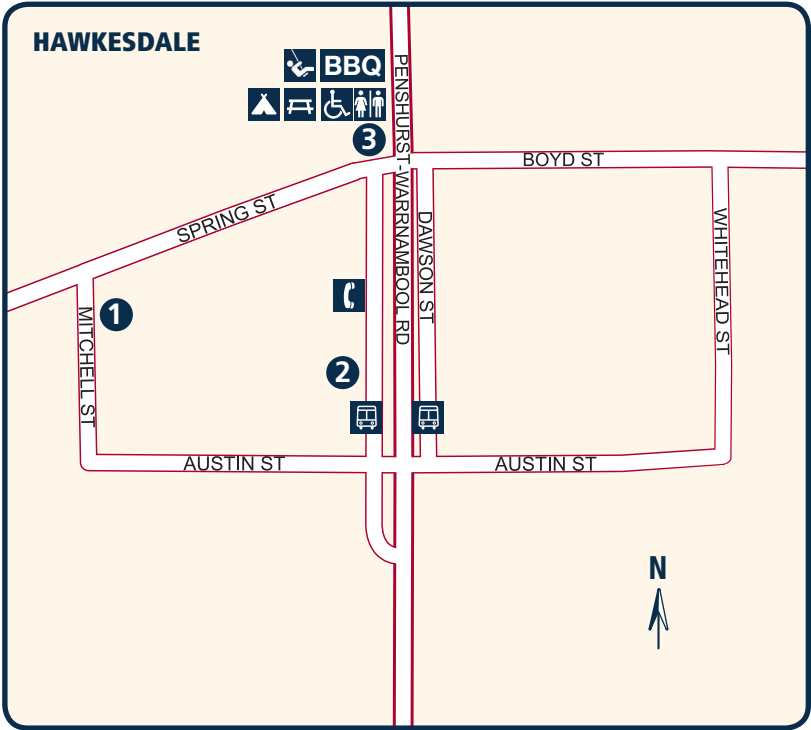 HAWKESDALE
BBQ
3
PENSHURST-WARRNAMBOOL RD
BOYD ST
SPRING ST
DAWSON ST
WHITEHEAD ST
1
MITCHELL ST
2
AUSTIN ST
AUSTIN ST
N